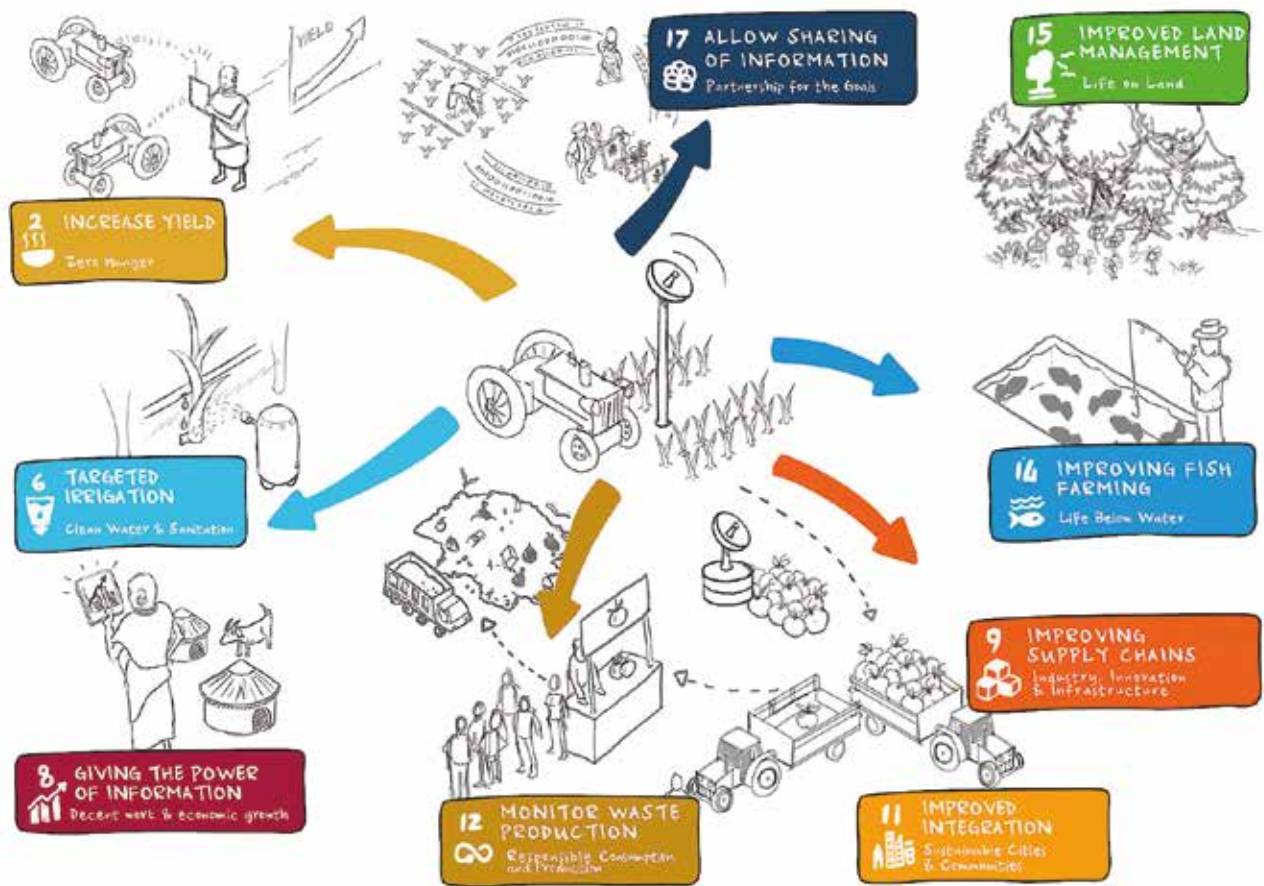 YIELD
17 ALLOW SHARING
OF INFORMATION
Partnership for the Goals
15 IMPROVED LAND
MANAGEMENT
Life on Land
2 INCREASE YIELD
Zero Hunger
6 TARGETED
IRRIGATION
Clean Water & Sanitation
14 IMPROVING FISH
FARMING
Life Below Water
9 IMPROVING
SUPPLY CHAINS
Industry, Innovation
& Infrastructure
8 GIVING THE POWER
OF INFORMATION
Decent work & economic growth
12 MONITOR WASTE
PRODUCTION
Responsible Consumption
and Production
11 IMPROVED
INTEGRATION
Sustainable Cities
& Communities